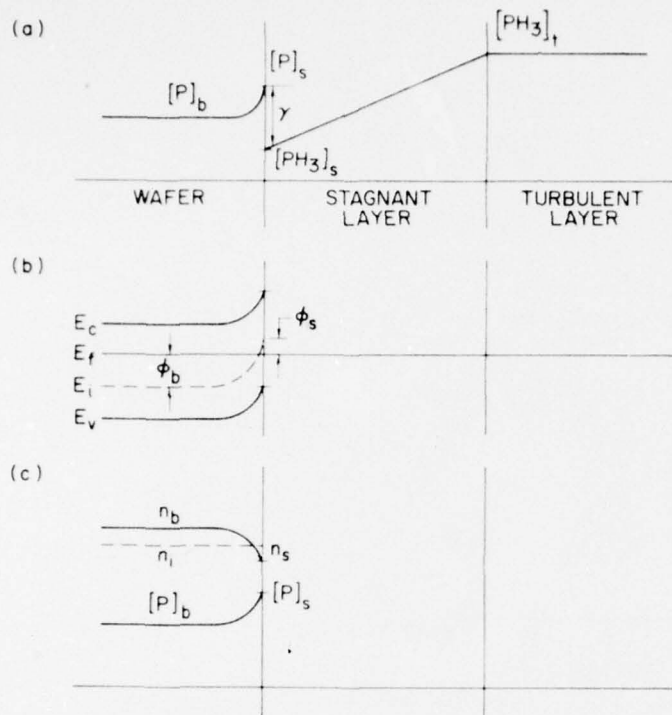 (a)
[PH3]t
[P]s
[P]b
γ
[PH3]s
WAFER
STAGNANT
LAYER
TURBULENT
LAYER
(b)
Ec
ϕs
Ef
ϕb
Ei
Ev
(c)
nb
ni
ns
[P]b
[P]s